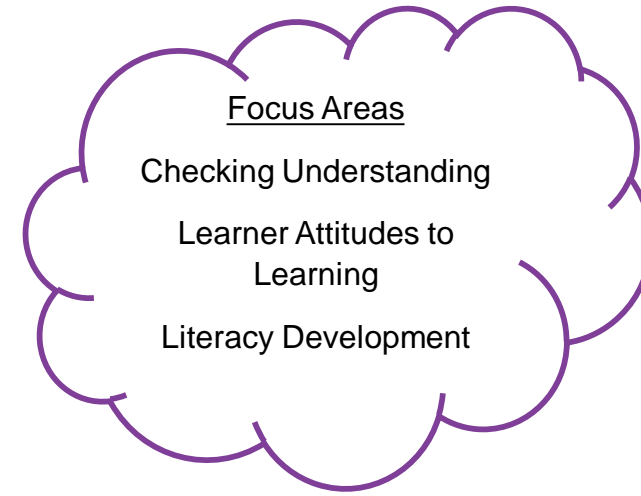 Focus Areas
Checking Understanding
Learner Attitudes to
Learning
Literacy Development